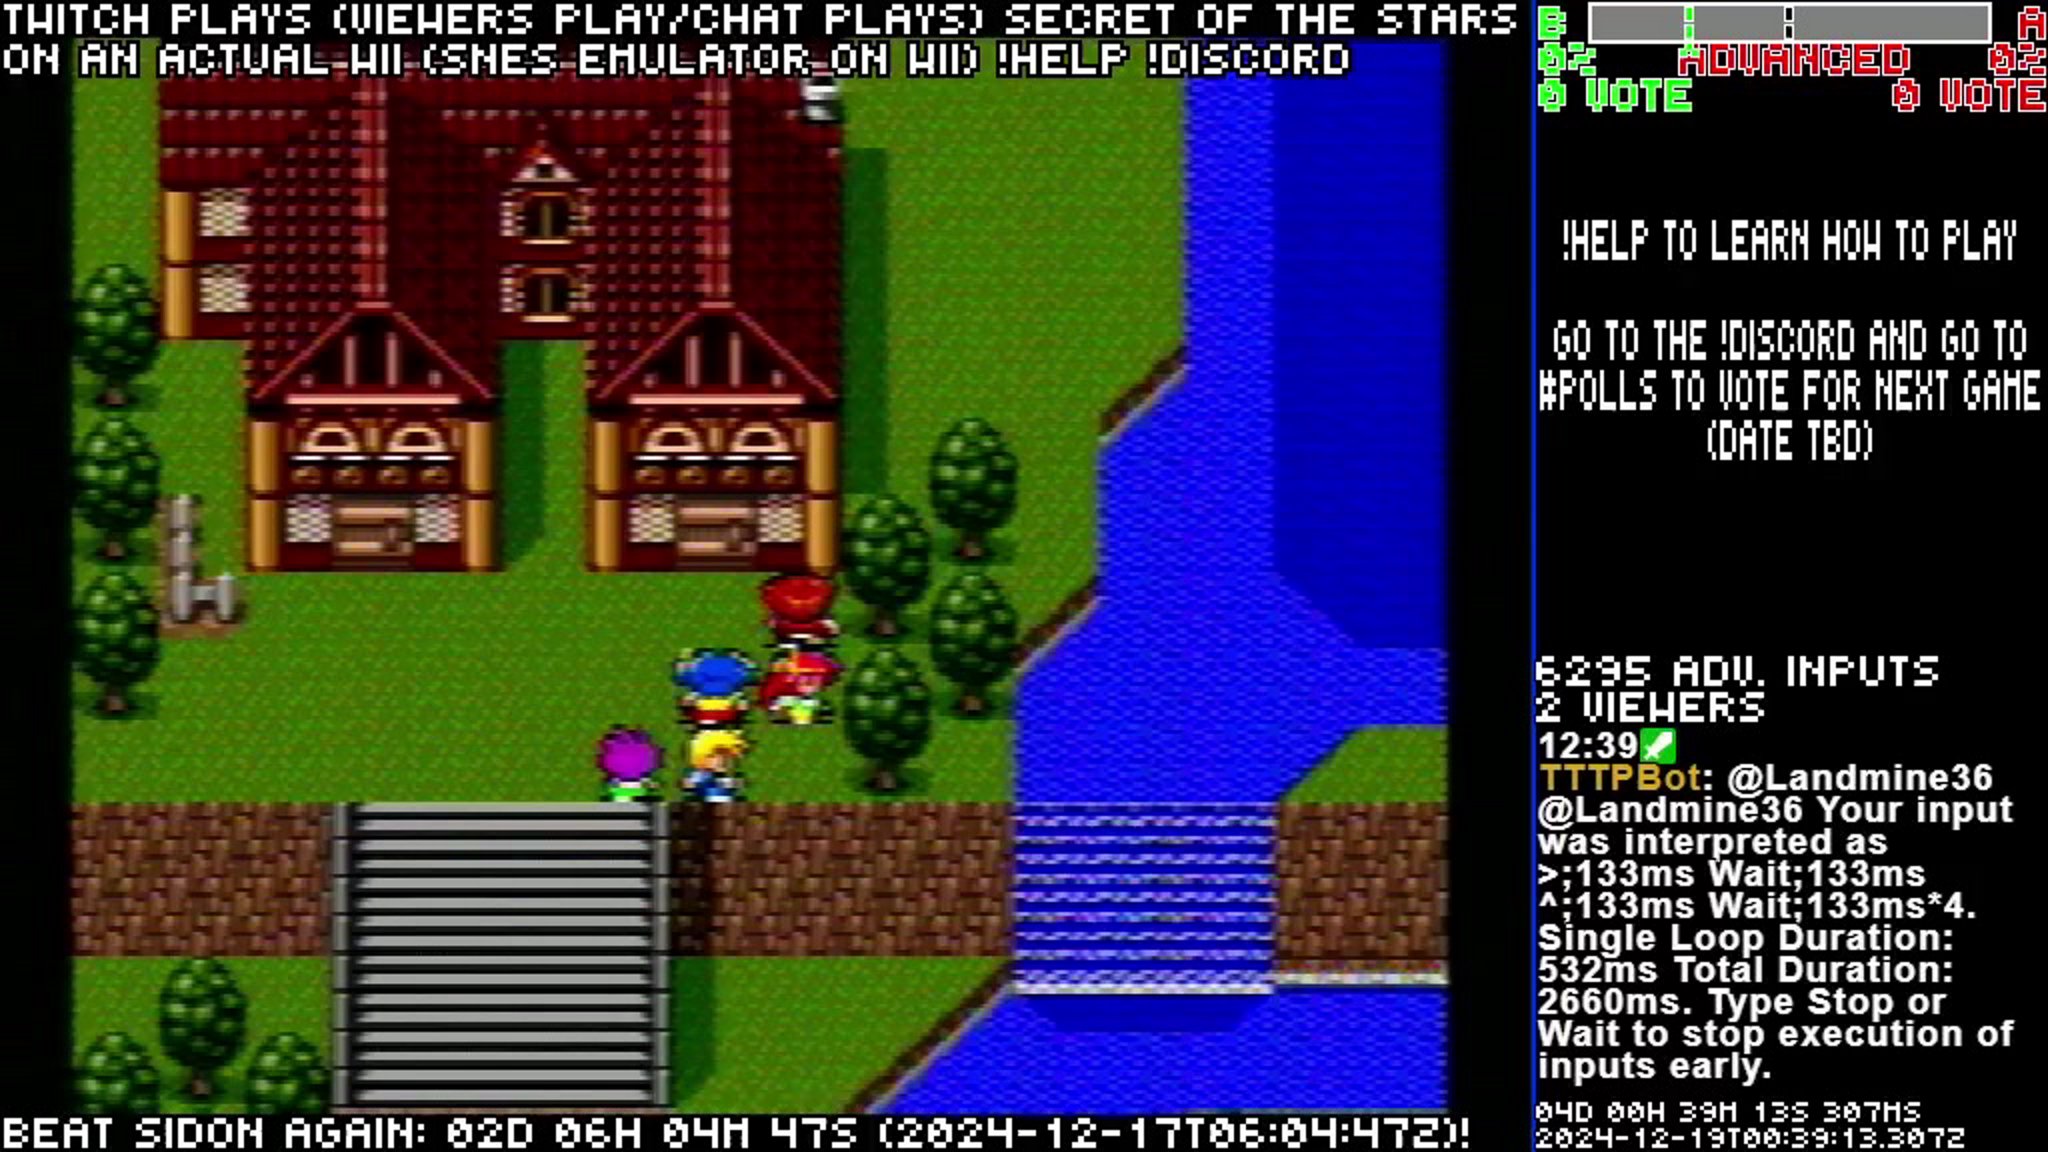 TWITCH PLAYS (VIEWERS PLAY/CHAT PLAYS) SECRET OF THE STARS
ON AN ACTUAL WII (SNES EMULATOR ON WII) !HELP !DISCORD
B A
0% ADVANCED 0%
0 VOTE 0 VOTE
!HELP TO LEARN HOW TO PLAY
GO TO THE !DISCORD AND GO TO
#POLLS TO VOTE FOR NEXT GAME
(DATE TBD)
6295 ADV. INPUTS
2 VIEWERS
12:39
TTTPBot: @Landmine36
@Landmine36 Your input
was interpreted as
>;133ms Wait;133ms
^;133ms Wait;133ms*4.
Single Loop Duration:
532ms Total Duration:
2660ms. Type Stop or
Wait to stop execution of
inputs early.
04D 00H 39M 13S 307MS
2024-12-19T00:39:13.307Z
BEAT SIDON AGAIN: 02D 06H 04M 47S (2024-12-17T06:04:47Z)!